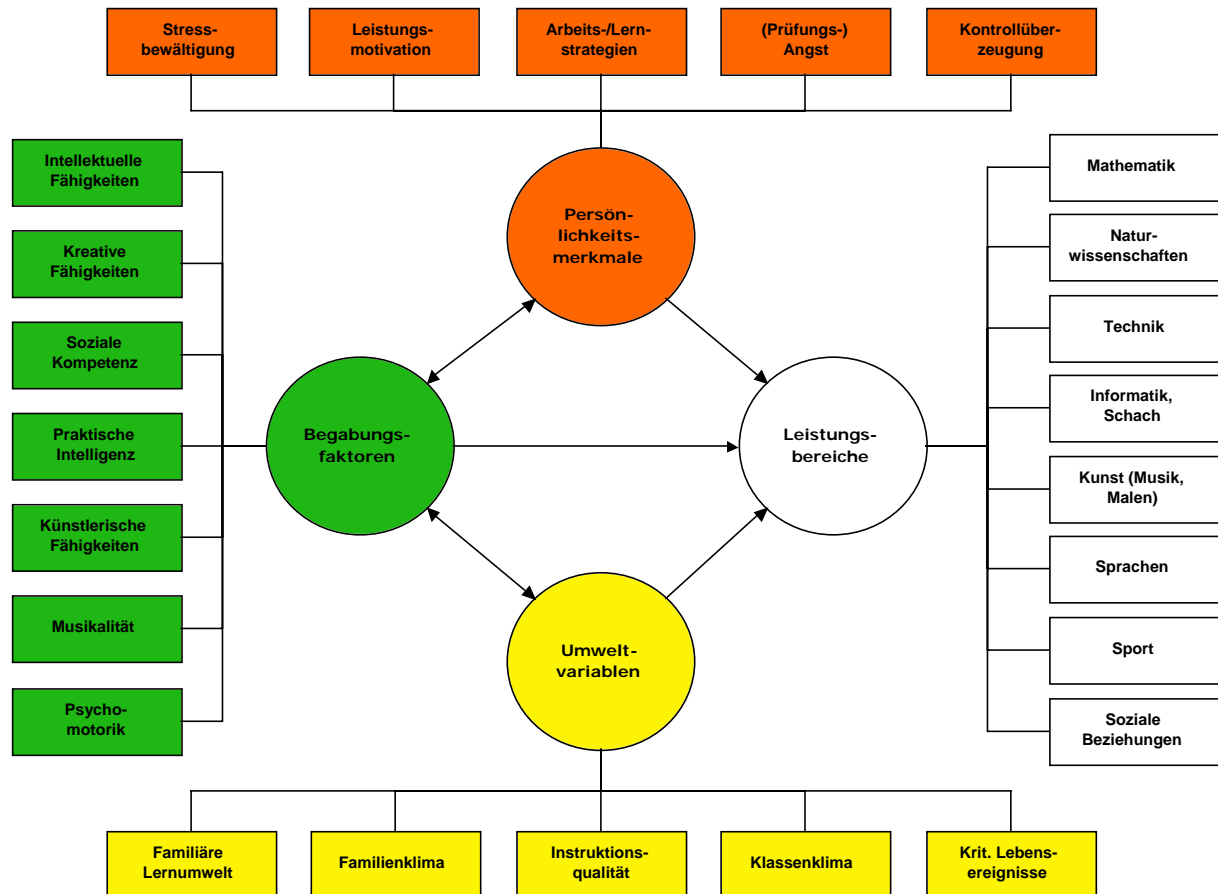 Stress-
bewältigung
Leistungs-
motivation
Arbeits-/Lern-
strategien
(Prüfungs-)
Angst
Kontrollüber-
zeugung
Intellektuelle
Fähigkeiten
Kreative
Fähigkeiten
Soziale
Kompetenz
Praktische
Intelligenz
Künstlerische
Fähigkeiten
Musikalität
Psycho-
motorik
Persön-
lichkeits-
merkmale
Begabungs-
faktoren
Leistungs-
bereiche
Umwelt-
variablen
Mathematik
Natur-
wissenschaften
Technik
Informatik,
Schach
Kunst (Musik,
Malen)
Sprachen
Sport
Soziale
Beziehungen
Familiäre
Lernumwelt
Familienklima
Instruktions-
qualität
Klassenklima
Krit. Lebens-
ereignisse